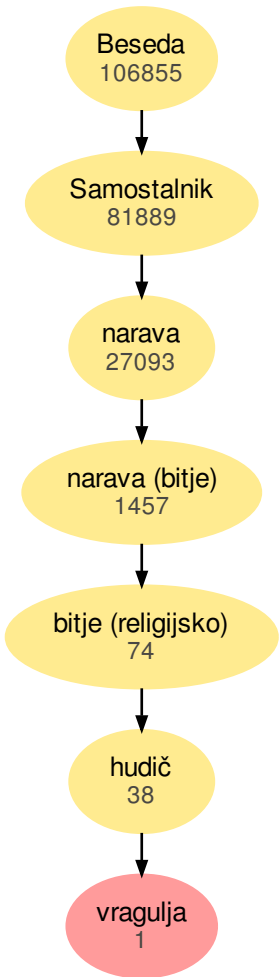 Beseda
106855
Samostalnik
81889
narava
27093
narava (bitje)
1457
bitje (religijsko)
74
hudič
38
vragulja
1